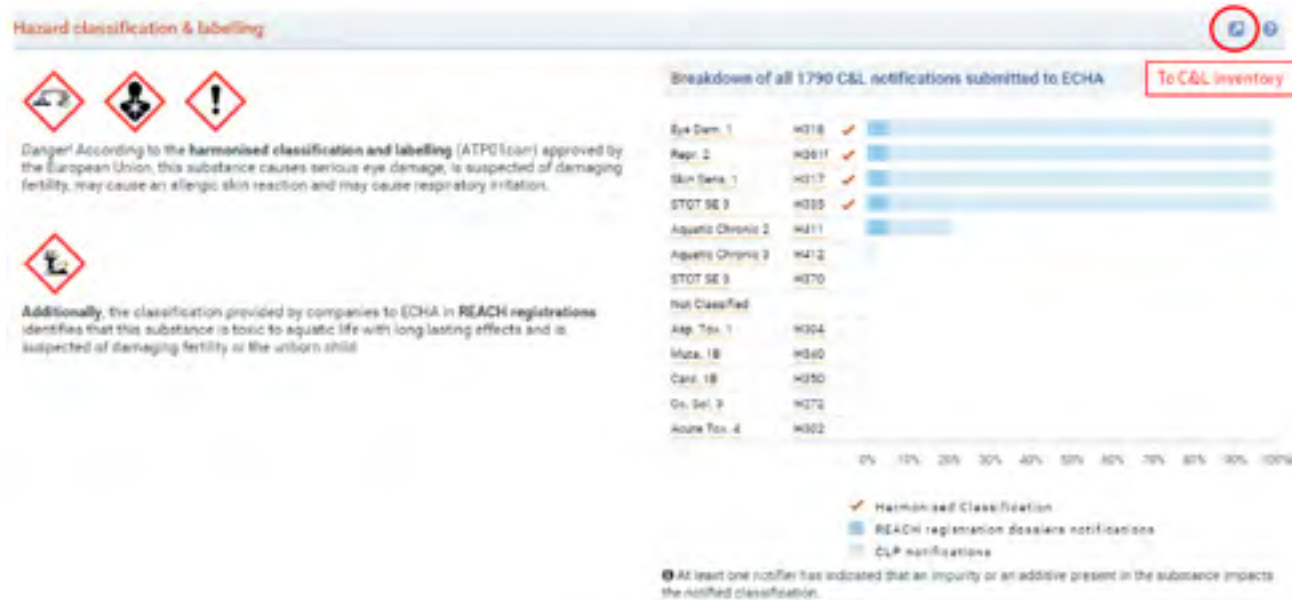 Hazard classification & labelling
Danger! According to the harmonised classification and labelling (ATP01corr) approved by
the European Union, this substance causes serious eye damage, is suspected of damaging
fertility, may cause an allergic skin reaction and may cause respiratory irritation.
Additionally, the classification provided by companies to ECHA in REACH registrations
identifies that this substance is toxic to aquatic life with long lasting effects and is
suspected of damaging fertility or the unborn child
Breakdown of all 1790 C&L notifications submitted to ECHA
To C&L inventory
Eye Dam. 1 H318
Repr. 2 H361f
Skin Sens. 1 H317
STOT SE 3 H335
Aquatic Chronic 2 H411
Aquatic Chronic 3 H412
STOT SE 3 H370
Not Classified
Asp. Tox. 1 H304
Muta. 1B H340
Carc. 1B H350
Ox. Sol. 3 H272
Acute Tox. 4 H302
0% 10% 20% 30% 40% 50% 60% 70% 80% 90% 100%
Harmonised Classification
REACH registration dossiers notifications
CLP notifications
At least one notifier has indicated that an impurity or an additive present in the substance impacts
the notified classification.